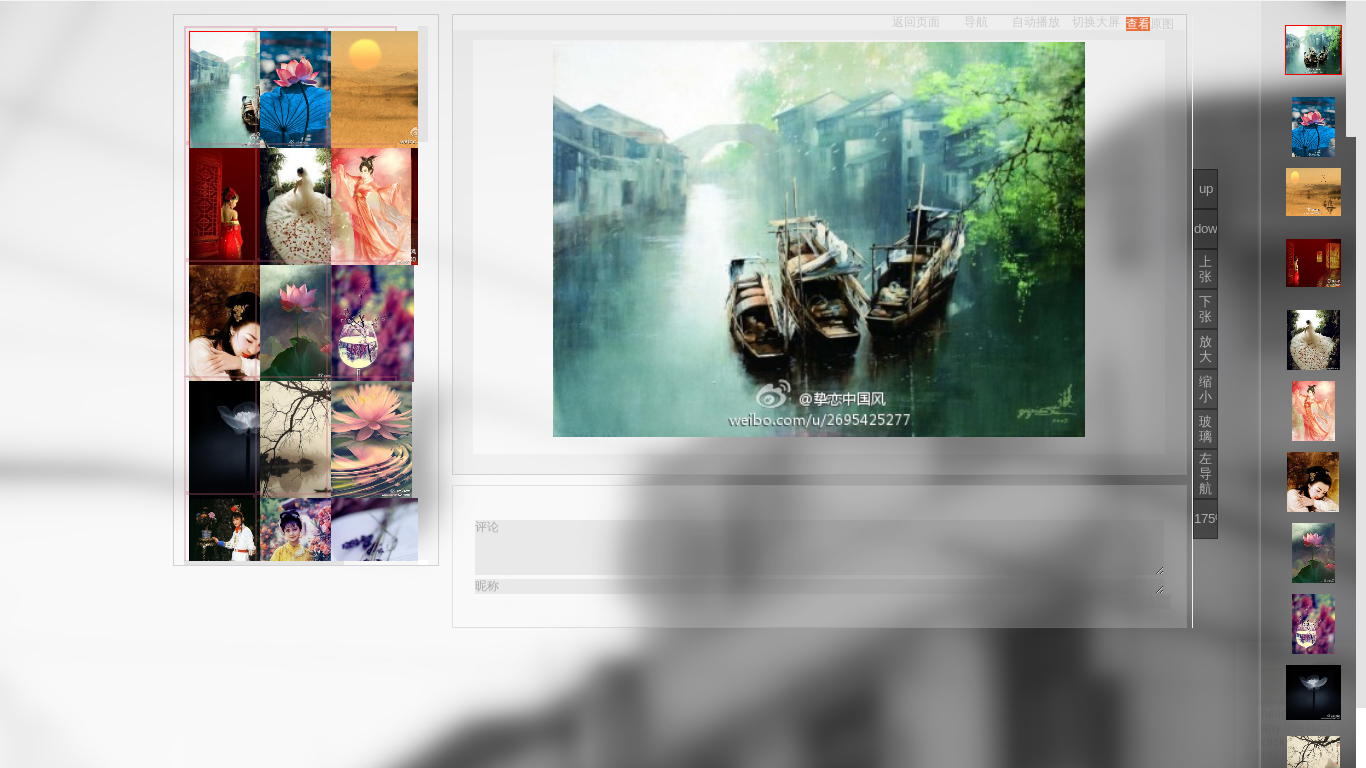 返回页面 导航 自动播放 切换大屏 查看原图
@挚恋中国风
weibo.com/u/2695425277
up
dow
上张
下张
放大
缩小
玻璃
左导航
175
评论
昵称